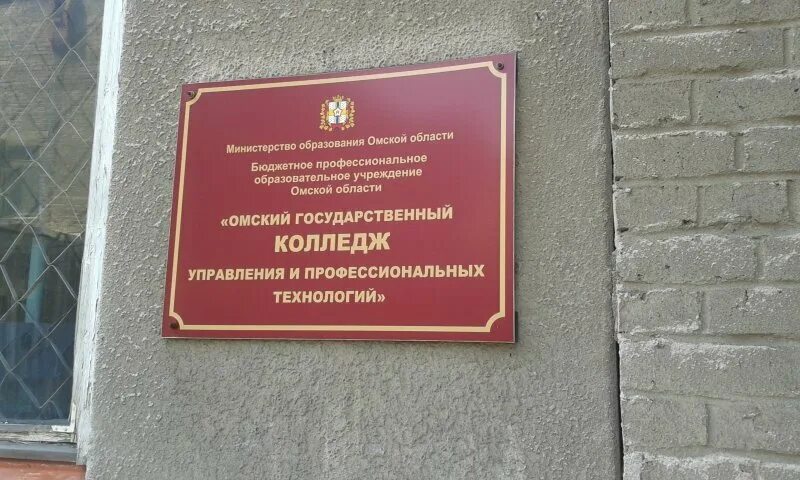 Министерство образования Омской области
Бюджетное профессиональное
образовательное учреждение
Омской области
«ОМСКИЙ ГОСУДАРСТВЕННЫЙ
КОЛЛЕДЖ
УПРАВЛЕНИЯ И ПРОФЕССИОНАЛЬНЫХ
ТЕХНОЛОГИЙ»